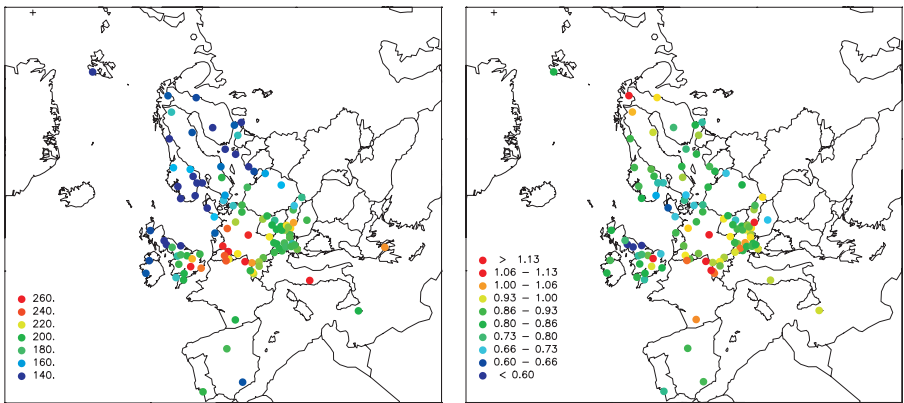 260.
240.
220.
200.
180.
160.
140.
> 1.13
1.06 – 1.13
1.00 – 1.06
0.93 – 1.00
0.86 – 0.93
0.80 – 0.86
0.73 – 0.80
0.66 – 0.73
0.60 – 0.66
< 0.60